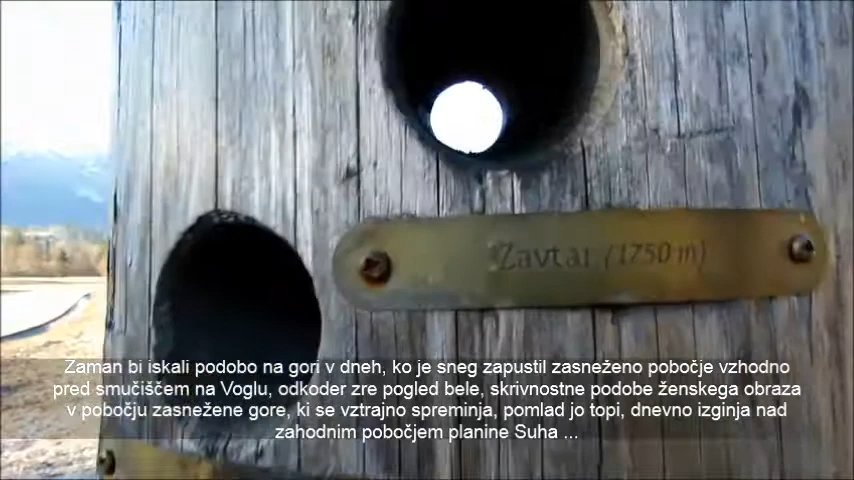 Zavtar (1750 m)
Zaman bi iskali podobo na gori v dneh, ko je sneg zapustil zasneženo pobočje vzhodno
pred smučiščem na Voglu, odkoder zre pogled bele, skrivnostne podobe ženskega obraza
v pobočju zasnežene gore, ki se vztrajno spreminja, pomlad jo topi, dnevno izginja nad
zahodnim pobočjem planine Suha ...